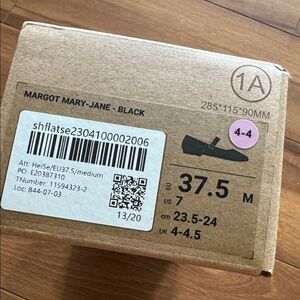 1A
285*115*90MM
MARGOT MARY-JANE - BLACK
4-4
shflatse2304100002006
Att: HeiSe/EU37.5/medium
PO: E20387310
TNumber: 11594323-2
Loc: B44-07-03
13/20
EU 37.5 M
US 7
cm 23.5-24
UK 4-4.5